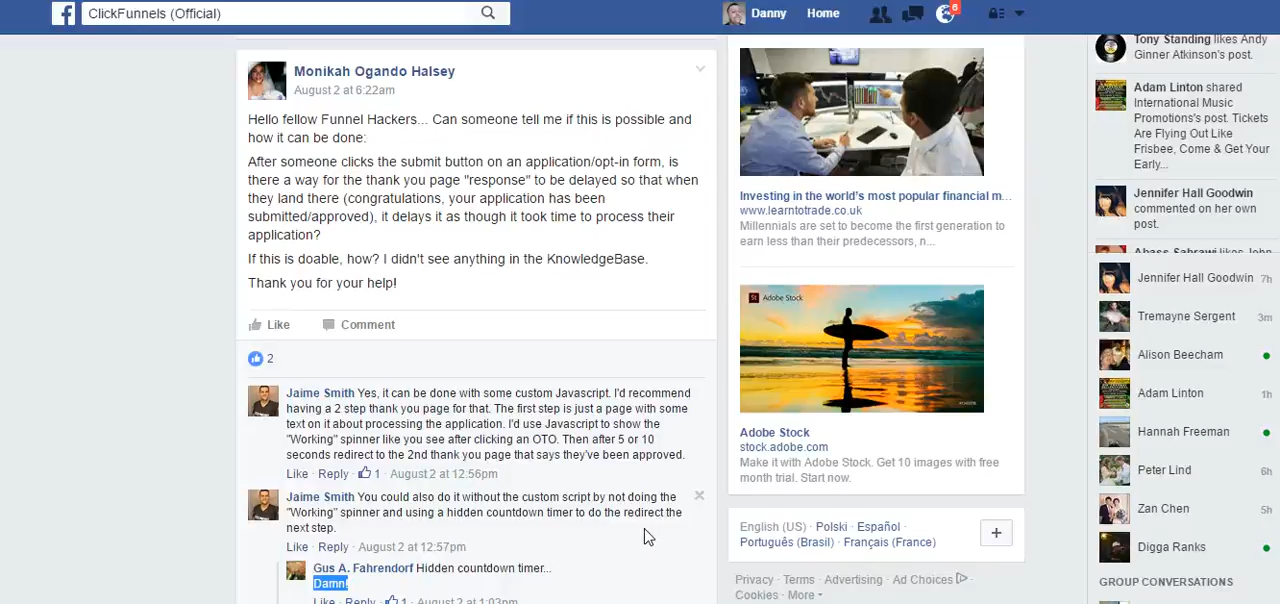 ClickFunnels (Official)
Danny Home
6
Monikah Ogando Halsey
August 2 at 6:22am
Hello fellow Funnel Hackers... Can someone tell me if this is possible and
how it can be done:
After someone clicks the submit button on an application/opt-in form, is
there a way for the thank you page "response" to be delayed so that when
they land there (congratulations, your application has been
submitted/approved), it delays it as though it took time to process their
application?
If this is doable, how? I didn't see anything in the KnowledgeBase.
Thank you for your help!
Like Comment
2
Jaime Smith Yes, it can be done with some custom Javascript. I'd recommend
having a 2 step thank you page for that. The first step is just a page with some
text on it about processing the application. I'd use Javascript to show the
"Working" spinner like you see after clicking an OTO. Then after 5 or 10
seconds redirect to the 2nd thank you page that says they've been approved.
Like · Reply · 1 · August 2 at 12:56pm
Jaime Smith You could also do it without the custom script by not doing the
"Working" spinner and using a hidden countdown timer to do the redirect the
next step.
Like · Reply · August 2 at 12:57pm
Gus A. Fahrendorf Hidden countdown timer...
Damn!
Like · Reply · 1 · August 2 at 1:03pm
Investing in the world's most popular financial m...
www.learntotrade.co.uk
Millennials are set to become the first generation to
earn less than their predecessors, n...
Adobe Stock
Adobe Stock
stock.adobe.com
Make it with Adobe Stock. Get 10 images with free
month trial. Start now.
English (US) · Polski · Español ·
Português (Brasil) · Français (France)
+
Privacy · Terms · Advertising · Ad Choices ·
Cookies · More
Tony Standing likes Andy
Ginner Atkinson's post.
Adam Linton shared
International Music
Promotions's post. Tickets
Are Flying Out Like
Frisbee, Come & Get Your
Early...
Jennifer Hall Goodwin
commented on her own
post.
Abass Sahrawi likes John
Jennifer Hall Goodwin 7h
Tremayne Sergent 3m
Alison Beecham
Adam Linton 1h
Hannah Freeman
Peter Lind 6h
Zan Chen 5h
Digga Ranks
GROUP CONVERSATIONS